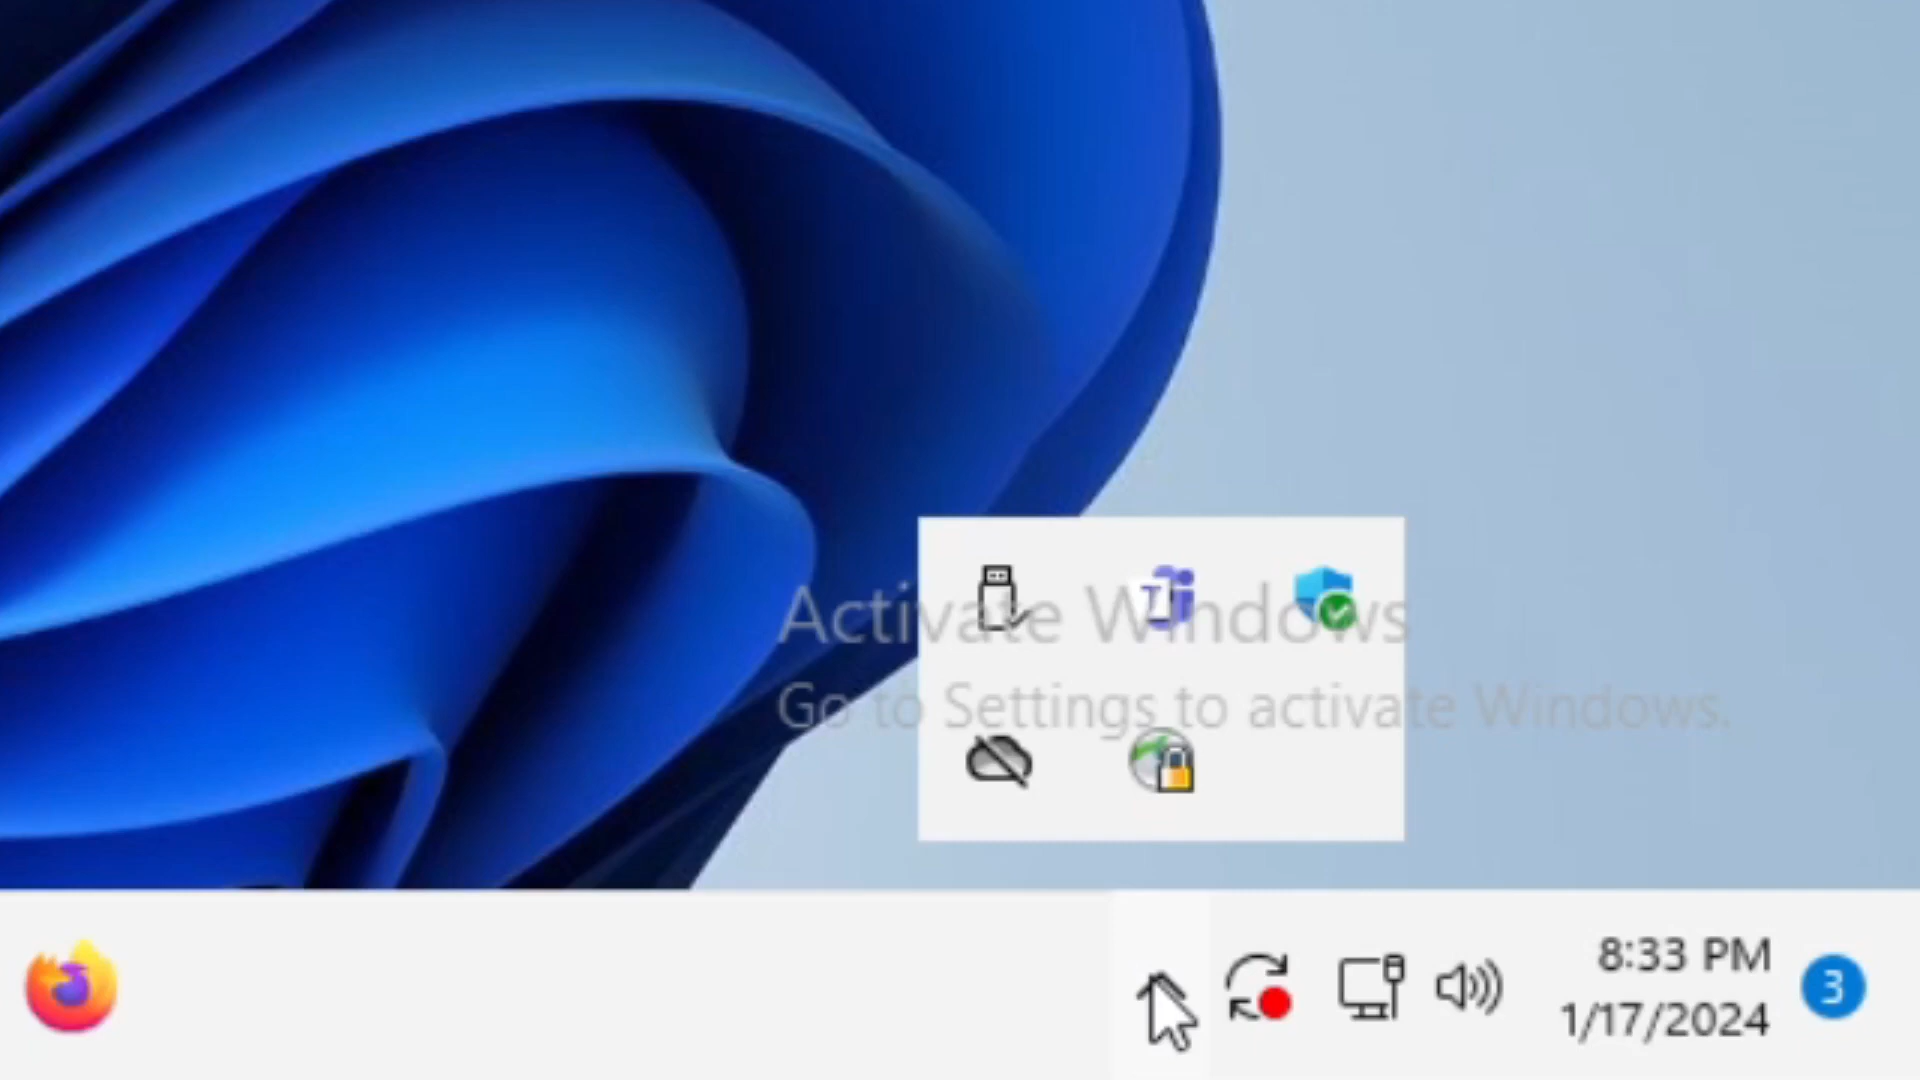 Activate Windows
Go to Settings to activate Windows.
8:33 PM
1/17/2024
3